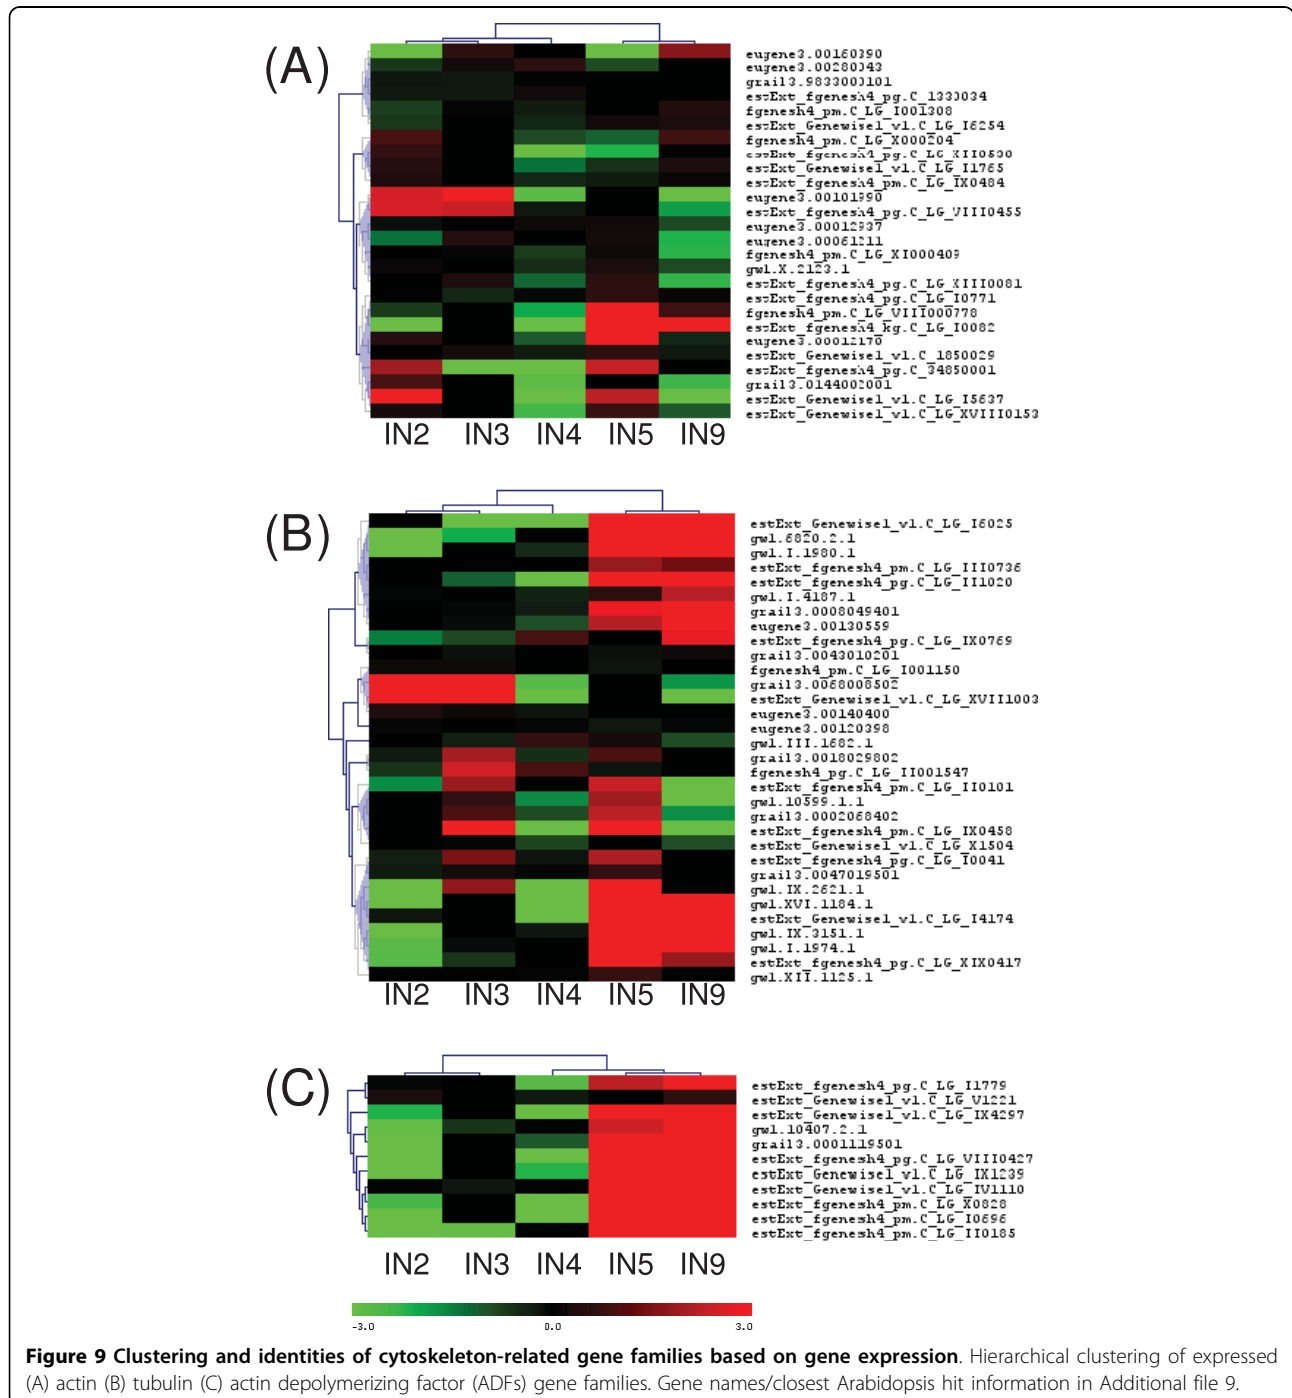 (A)
eugene3.00160390
eugene3.00280043
grail3.9833000101
estExt_fgenesh4_pg.C_1330034
fgenesh4_pm.C_LG_I001308
estExt_Genewise1_v1.C_LG_I6254
fgenesh4_pm.C_LG_X000204
estExt_fgenesh4_pg.C_LG_XII0530
estExt_Genewise1_v1.C_LG_I1765
estExt_fgenesh4_pm.C_LG_IX0484
eugene3.00101990
estExt_fgenesh4_pg.C_LG_VIII0455
eugene3.00012937
eugene3.00061211
fgenesh4_pm.C_LG_XI000409
gw1.X.2123.1
estExt_fgenesh4_pg.C_LG_XIII0081
estExt_fgenesh4_pg.C_LG_I0771
fgenesh4_pm.C_LG_VIII000778
estExt_fgenesh4_kg.C_LG_I0082
eugene3.00012170
estExt_Genewise1_v1.C_1850029
estExt_fgenesh4_pg.C_34850001
grail3.0144002001
estExt_Genewise1_v1.C_LG_I5637
estExt_Genewise1_v1.C_LG_XVIII0153
IN2 IN3 IN4 IN5 IN9
(B)
estExt_Genewise1_v1.C_LG_I6025
gw1.6820.2.1
gw1.I.1980.1
estExt_fgenesh4_pm.C_LG_III0736
estExt_fgenesh4_pg.C_LG_II1020
gw1.I.4187.1
grail3.0008049401
eugene3.00130559
estExt_fgenesh4_pg.C_LG_IX0769
grail3.0043010201
fgenesh4_pm.C_LG_I001150
grail3.0068008502
estExt_Genewise1_v1.C_LG_XVII1003
eugene3.00140400
eugene3.00120398
gw1.III.1682.1
grail3.0018029802
fgenesh4_pg.C_LG_II001547
estExt_fgenesh4_pm.C_LG_II0101
gw1.10599.1.1
grail3.0002068402
estExt_fgenesh4_pm.C_LG_IX0458
estExt_Genewise1_v1.C_LG_X1504
estExt_fgenesh4_pg.C_LG_I0041
grail3.0047019501
gw1.IX.2621.1
gw1.XVI.1184.1
estExt_Genewise1_v1.C_LG_I4174
gw1.IX.3151.1
gw1.I.1974.1
estExt_fgenesh4_pg.C_LG_XIX0417
gw1.XII.1125.1
IN2 IN3 IN4 IN5 IN9
(C)
estExt_fgenesh4_pg.C_LG_I1779
estExt_Genewise1_v1.C_LG_V1221
estExt_Genewise1_v1.C_LG_IX4297
gw1.10407.2.1
grail3.0001119501
estExt_fgenesh4_pg.C_LG_VIII0427
estExt_Genewise1_v1.C_LG_IX1239
estExt_Genewise1_v1.C_LG_IV1110
estExt_fgenesh4_pm.C_LG_X0828
estExt_fgenesh4_pm.C_LG_I0696
estExt_fgenesh4_pm.C_LG_II0185
IN2 IN3 IN4 IN5 IN9
-3.0 0.0 3.0
Figure 9 Clustering and identities of cytoskeleton-related gene families based on gene expression. Hierarchical clustering of expressed
(A) actin (B) tubulin (C) actin depolymerizing factor (ADFs) gene families. Gene names/closest Arabidopsis hit information in Additional file 9.